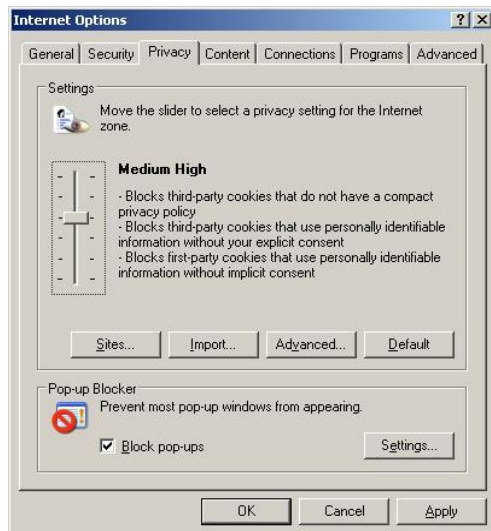 Internet Options
General Security Privacy Content Connections Programs Advanced
Settings
Move the slider to select a privacy setting for the Internet
zone.
Medium High
- Blocks third-party cookies that do not have a compact
privacy policy
- Blocks third-party cookies that use personally identifiable
information without your explicit consent
- Blocks first-party cookies that use personally identifiable
information without implicit consent
Sites... Import... Advanced... Default
Pop-up Blocker
Prevent most pop-up windows from appearing.
Block pop-ups Settings...
OK Cancel Apply